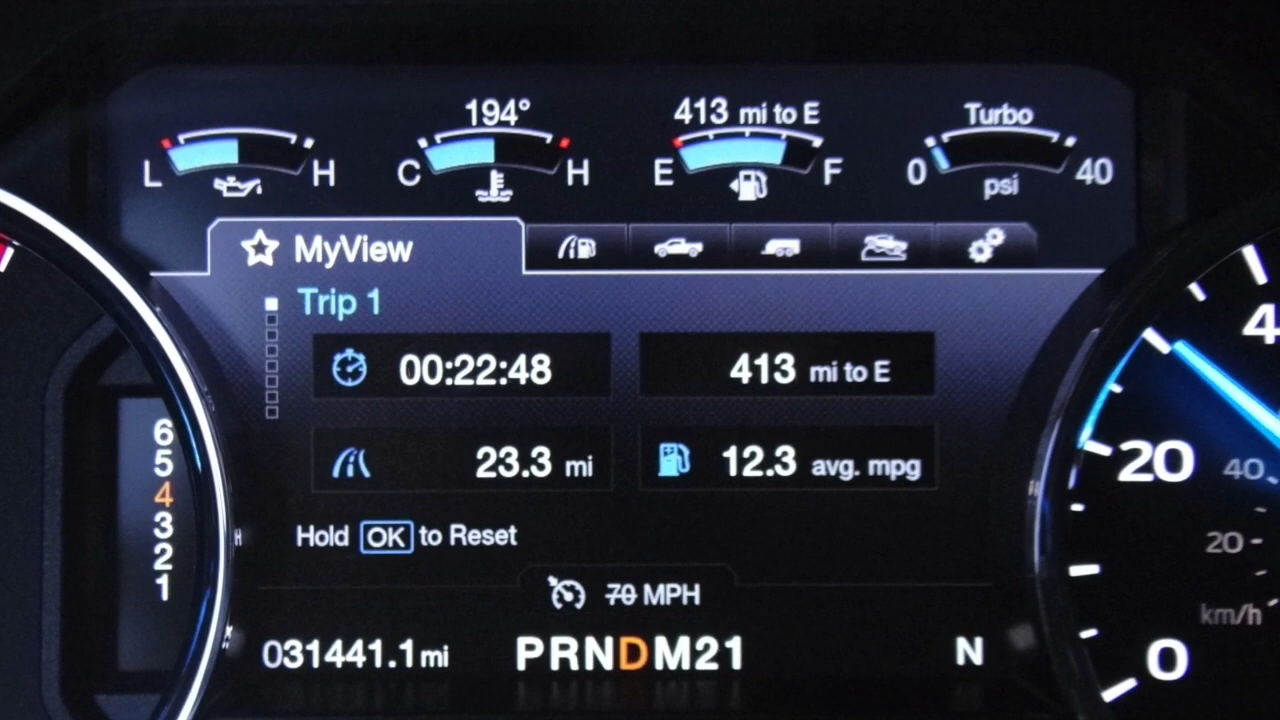 194° 413 mi to E Turbo
L H C H E F 0 psi 40
MyView
Trip 1
00:22:48 413 mi to E
23.3 mi 12.3 avg. mpg
Hold OK to Reset
70 MPH
031441.1 mi PRNDM21 N
6
5
4
3
2
1
4
20 40
20
km/h
0